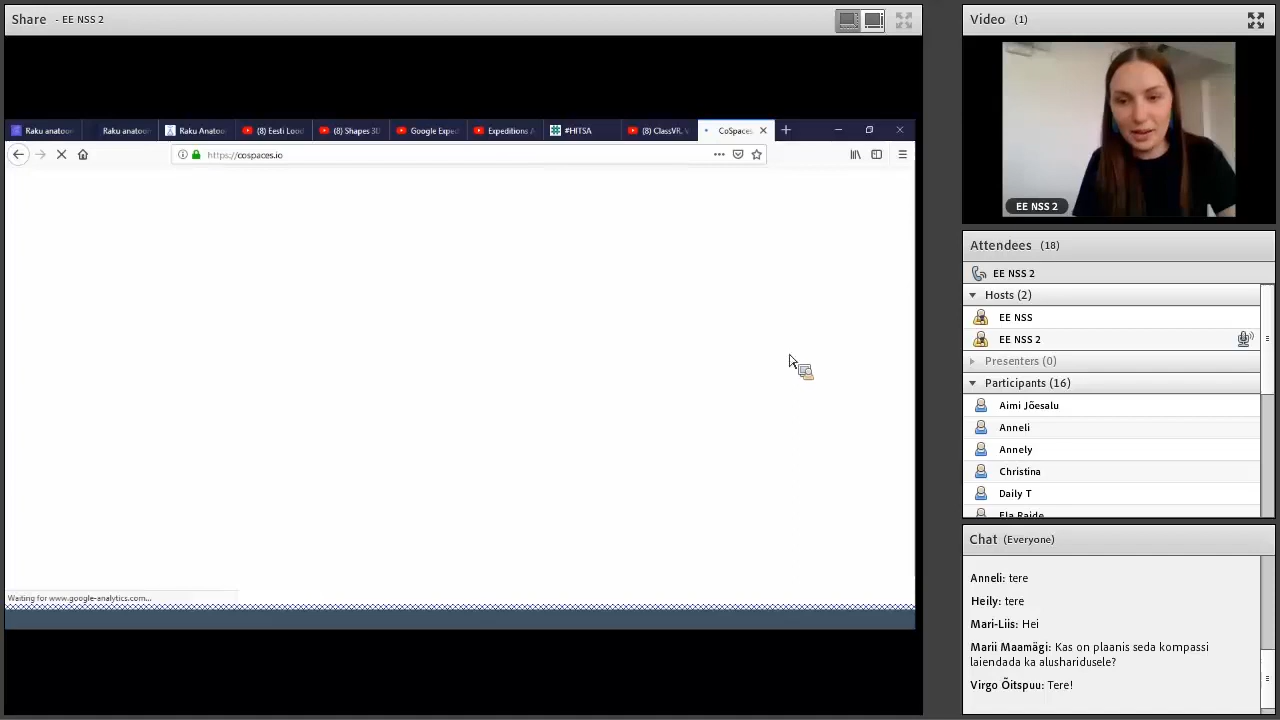 Share - EE NSS 2
Raku anatoor
Raku anatoo
Raku Anato
(8) Eesti Lood
(8) Shapes 3D
Google Exped
Expeditions A
#HITSA
(8) ClassVR, V
CoSpaces
https://cospaces.io
Waiting for www.google-analytics.com...
Video (1)
EE NSS 2
Attendees (18)
EE NSS 2
Hosts (2)
EE NSS
EE NSS 2
Presenters (0)
Participants (16)
Aimi Jõesalu
Anneli
Annely
Christina
Daily T
Ela Raide
Chat (Everyone)
Anneli: tere
Heily: tere
Mari-Liis: Hei
Marii Maamägi: Kas on plaanis seda kompassi
laiendada ka alusharidusele?
Virgo Õitspuu: Tere!